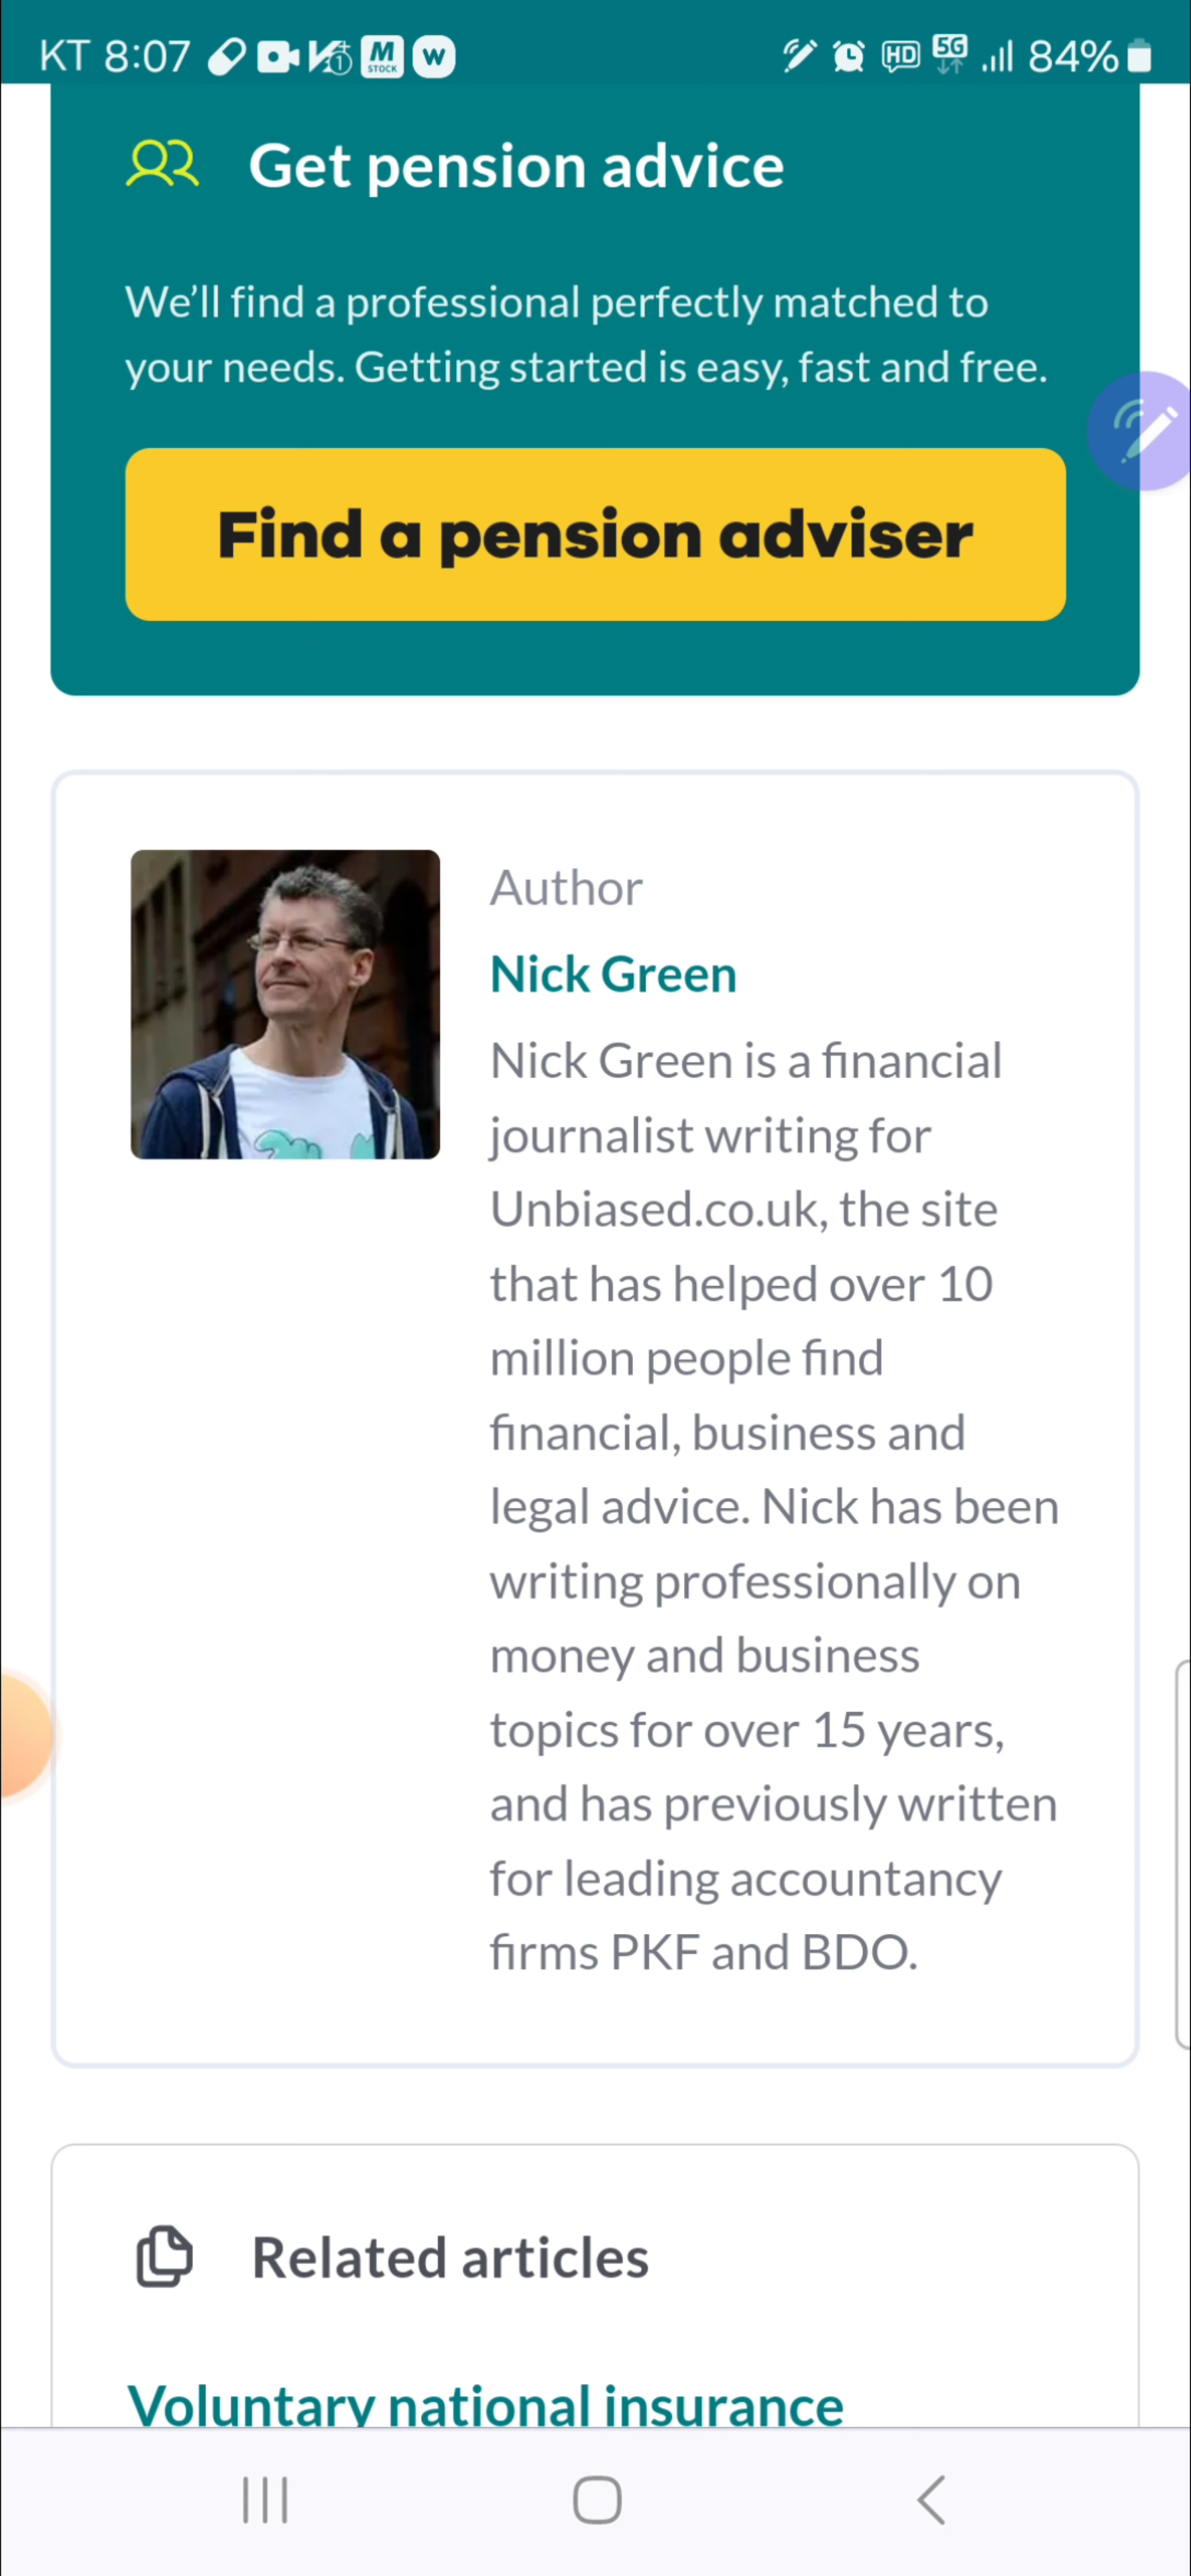 KT 8:07 M STOCK W HD 5G 84%
Get pension advice
We’ll find a professional perfectly matched to
your needs. Getting started is easy, fast and free.
Find a pension adviser
Author
Nick Green
Nick Green is a financial
journalist writing for
Unbiased.co.uk, the site
that has helped over 10
million people find
financial, business and
legal advice. Nick has been
writing professionally on
money and business
topics for over 15 years,
and has previously written
for leading accountancy
firms PKF and BDO.
Related articles
Voluntary national insurance